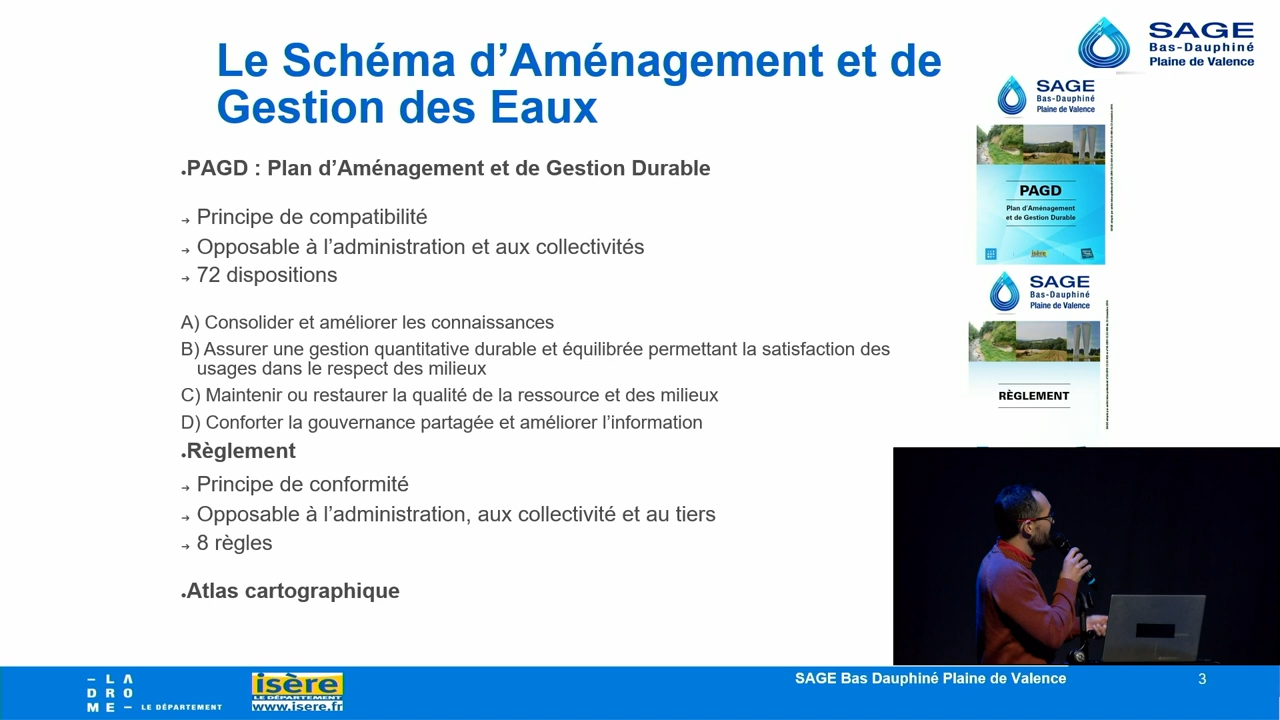 Le Schéma d’Aménagement et de
Gestion des Eaux
SAGE
Bas-Dauphiné
Plaine de Valence
SAGE
Bas-Dauphiné
Plaine de Valence
PAGD
Plan d’Aménagement
et de Gestion Durable
isère
SAGE
Bas-Dauphiné
Plaine de Valence
RÈGLEMENT
•PAGD : Plan d’Aménagement et de Gestion Durable
→ Principe de compatibilité
→ Opposable à l’administration et aux collectivités
→ 72 dispositions
A) Consolider et améliorer les connaissances
B) Assurer une gestion quantitative durable et équilibrée permettant la satisfaction des
usages dans le respect des milieux
C) Maintenir ou restaurer la qualité de la ressource et des milieux
D) Conforter la gouvernance partagée et améliorer l’information
•Règlement
→ Principe de conformité
→ Opposable à l’administration, aux collectivité et au tiers
→ 8 règles
•Atlas cartographique
– LA
DRO
ME – LE DÉPARTEMENT
isère
LE DÉPARTEMENT
www.isere.fr
SAGE Bas Dauphiné Plaine de Valence
3